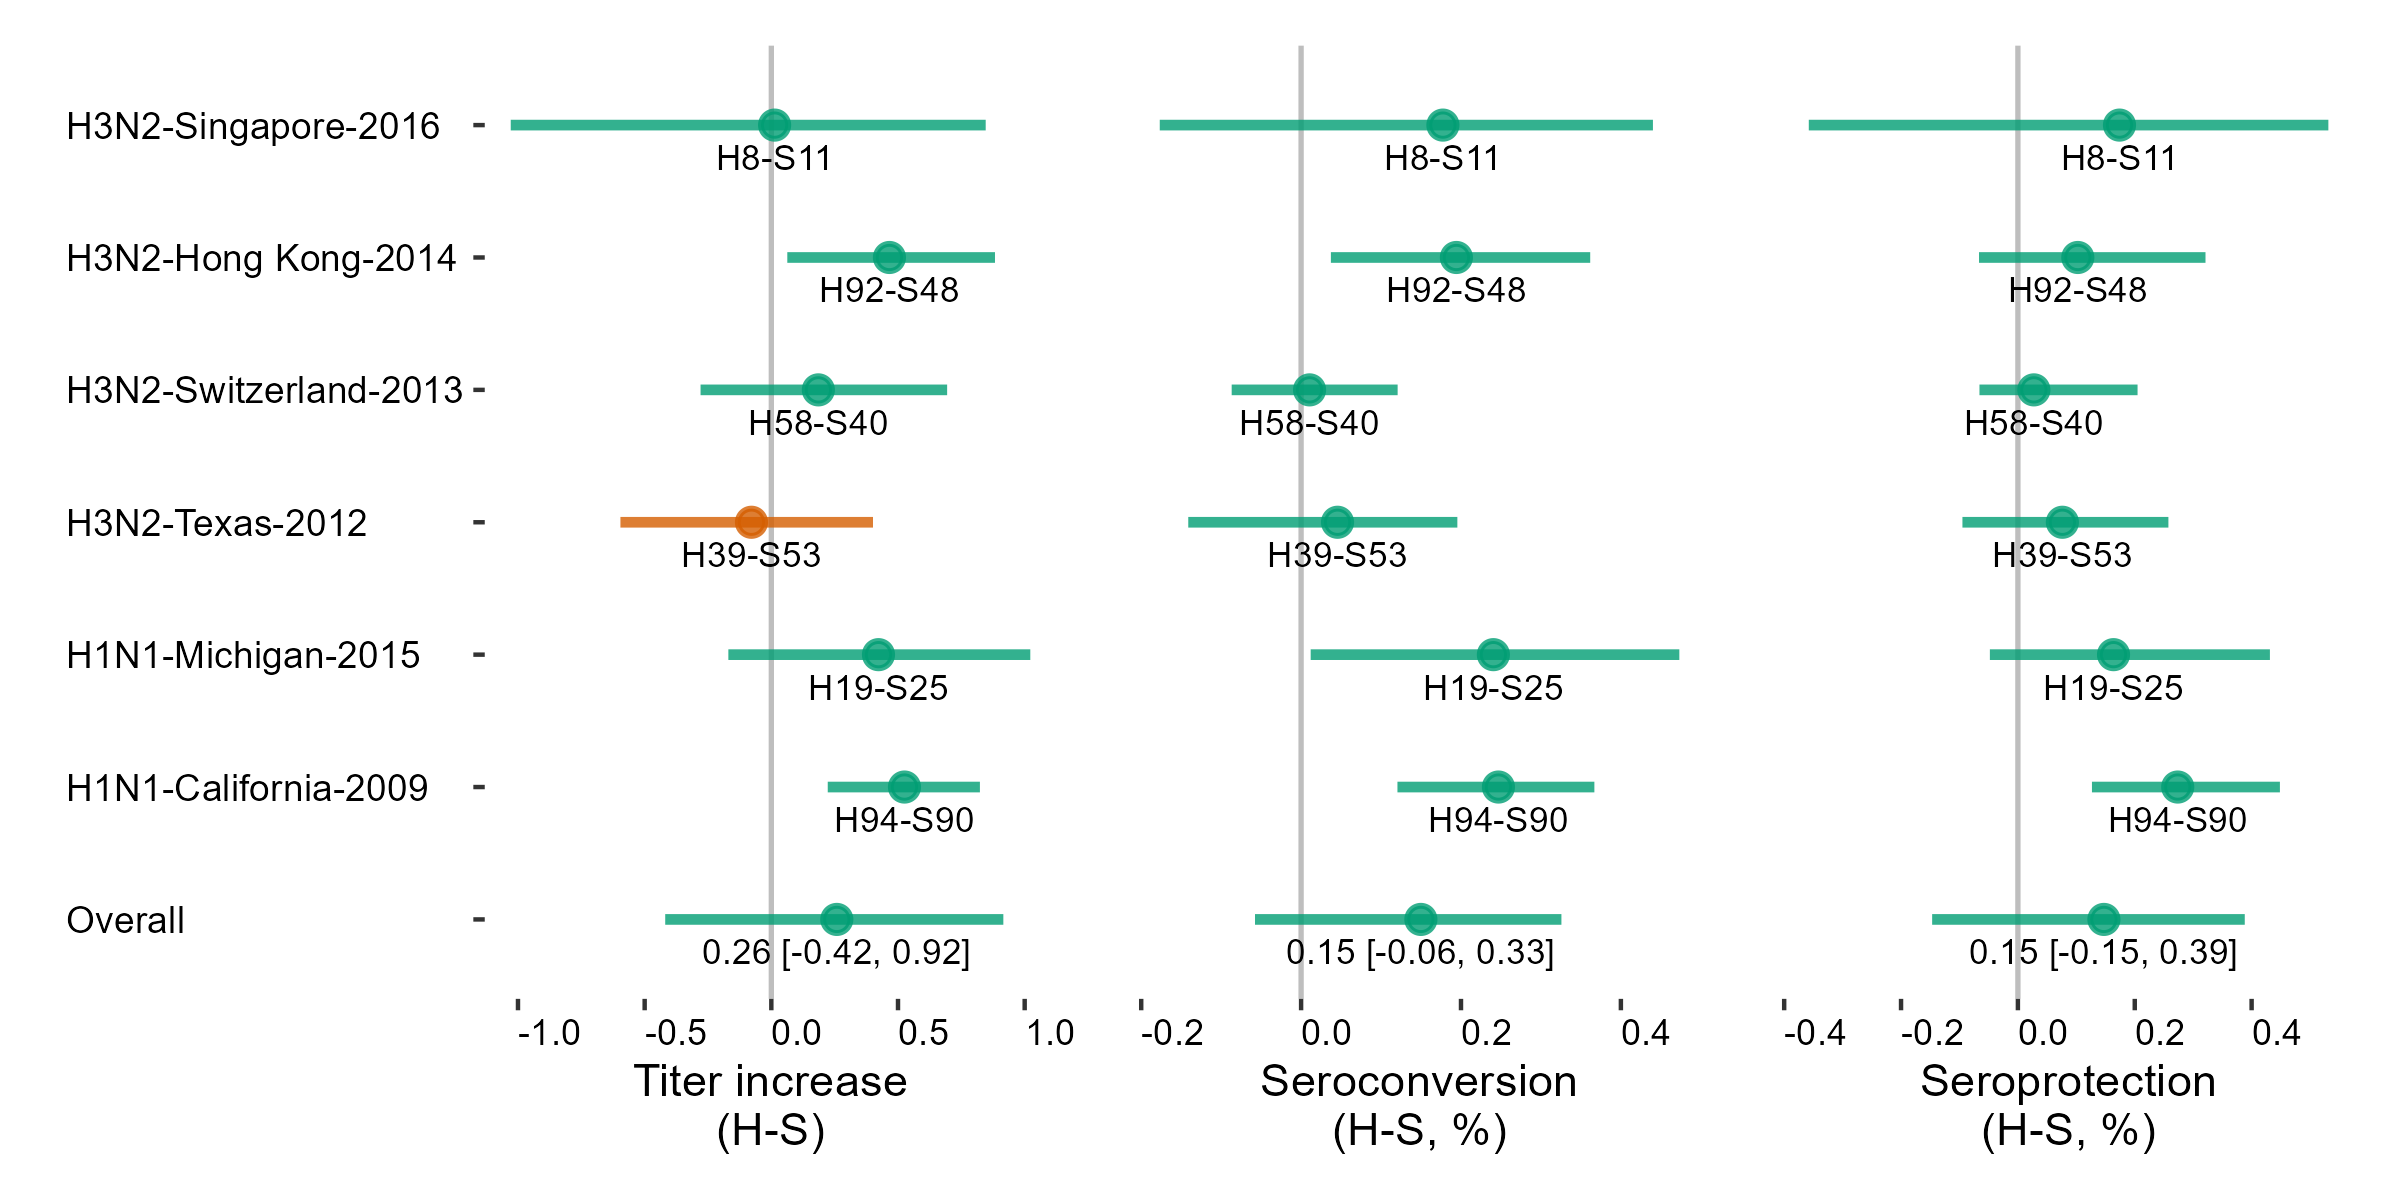 H3N2-Singapore-2016
H8-S11
H8-S11
H8-S11
H3N2-Hong Kong-2014
H92-S48
H92-S48
H92-S48
H3N2-Switzerland-2013
H58-S40
H58-S40
H58-S40
H3N2-Texas-2012
H39-S53
H39-S53
H39-S53
H1N1-Michigan-2015
H19-S25
H19-S25
H19-S25
H1N1-California-2009
H94-S90
H94-S90
H94-S90
Overall
0.26 [-0.42, 0.92]
0.15 [-0.06, 0.33]
0.15 [-0.15, 0.39]
-1.0 -0.5 0.0 0.5 1.0
-0.2 0.0 0.2 0.4
-0.4 -0.2 0.0 0.2 0.4
Titer increase
(H-S)
Seroconversion
(H-S, %)
Seroprotection
(H-S, %)